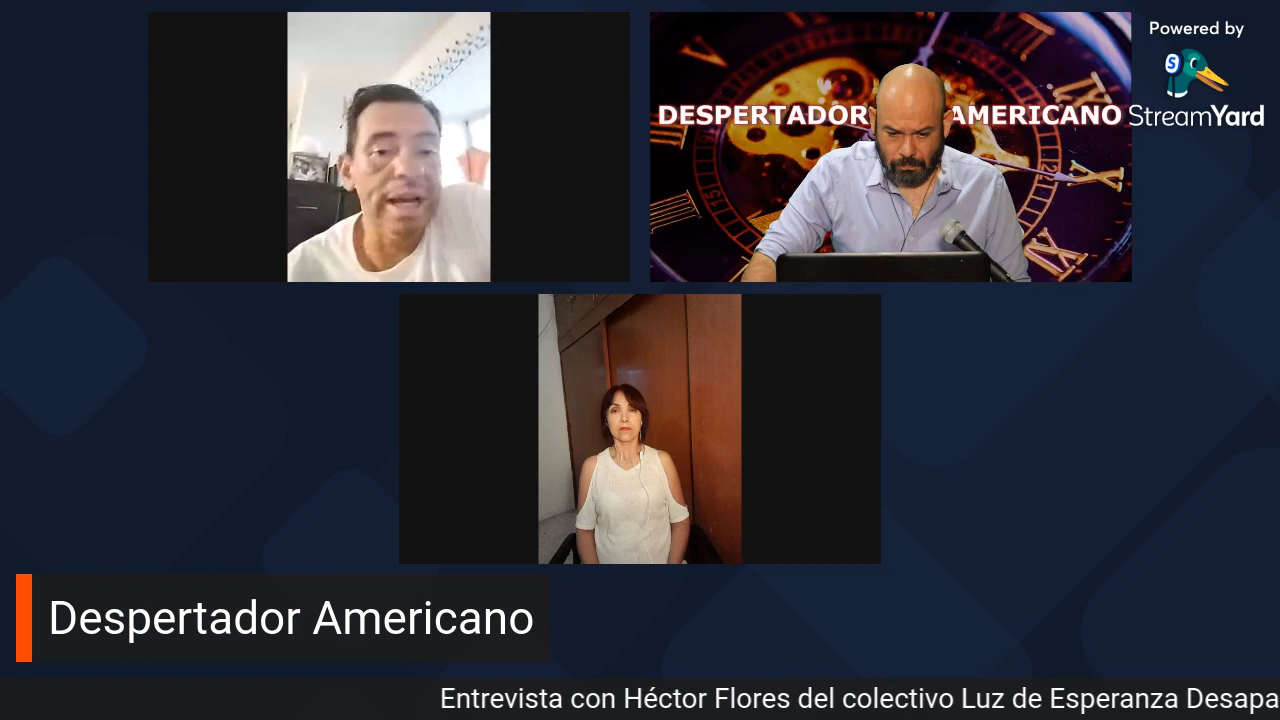 Powered by
S
StreamYard
DESPERTADOR AMERICANO
Despertador Americano
Entrevista con Héctor Flores del colectivo Luz de Esperanza Desapa